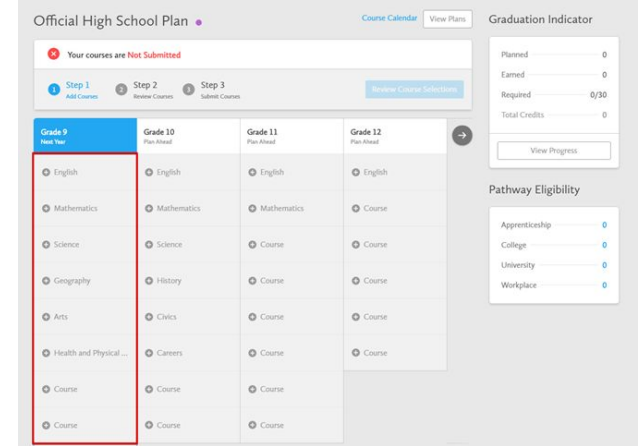 Official High School Plan
Course Calendar
View Plans
Your courses are Not Submitted
1 Step 1
Add Courses
2 Step 2
Review Courses
3 Step 3
Submit Courses
Review Course Selections
Grade 9
Next Year
Grade 10
Plan Ahead
Grade 11
Plan Ahead
Grade 12
Plan Ahead
English English English English
Mathematics Mathematics Mathematics Course
Science Science Course Course
Geography History Course Course
Arts Civics Course Course
Health and Physical ... Careers Course Course
Course Course Course
Course Course Course
Graduation Indicator
Planned 0
Earned 0
Required 0/30
Total Credits 0
View Progress
Pathway Eligibility
Apprenticeship 0
College 0
University 0
Workplace 0